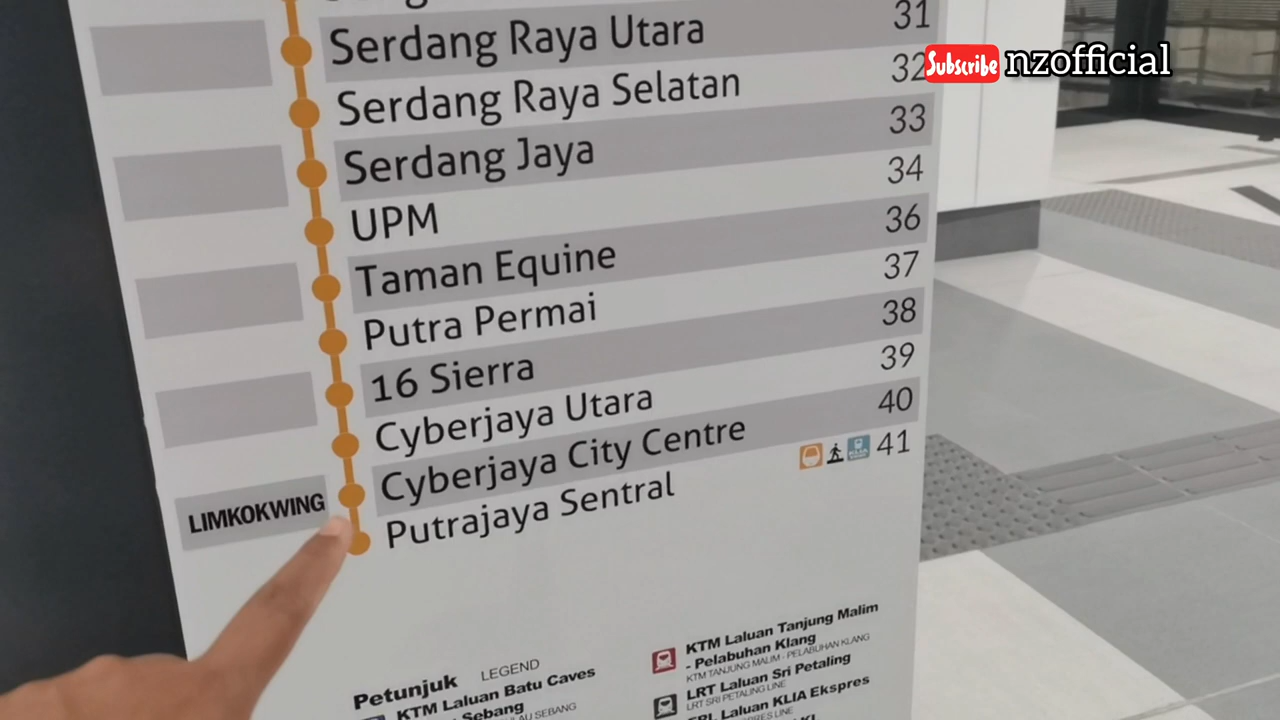 Serdang Raya Utara 31
Serdang Raya Selatan 32
Subscribe nzofficial
Serdang Jaya 33
UPM 34
Taman Equine 36
Putra Permai 37
16 Sierra 38
Cyberjaya Utara 39
LIMKOKWING Cyberjaya City Centre 40
Putrajaya Sentral 41
Petunjuk LEGEND
KTM Laluan Batu Caves
Sebang
KTM Laluan Tanjung Malim
- Pelabuhan Klang
KTM TANJUNG MALIM - PELABUHAN KLANG
LRT Laluan Sri Petaling
LRT SRI PETALING LINE
Laluan KLIA Ekspres